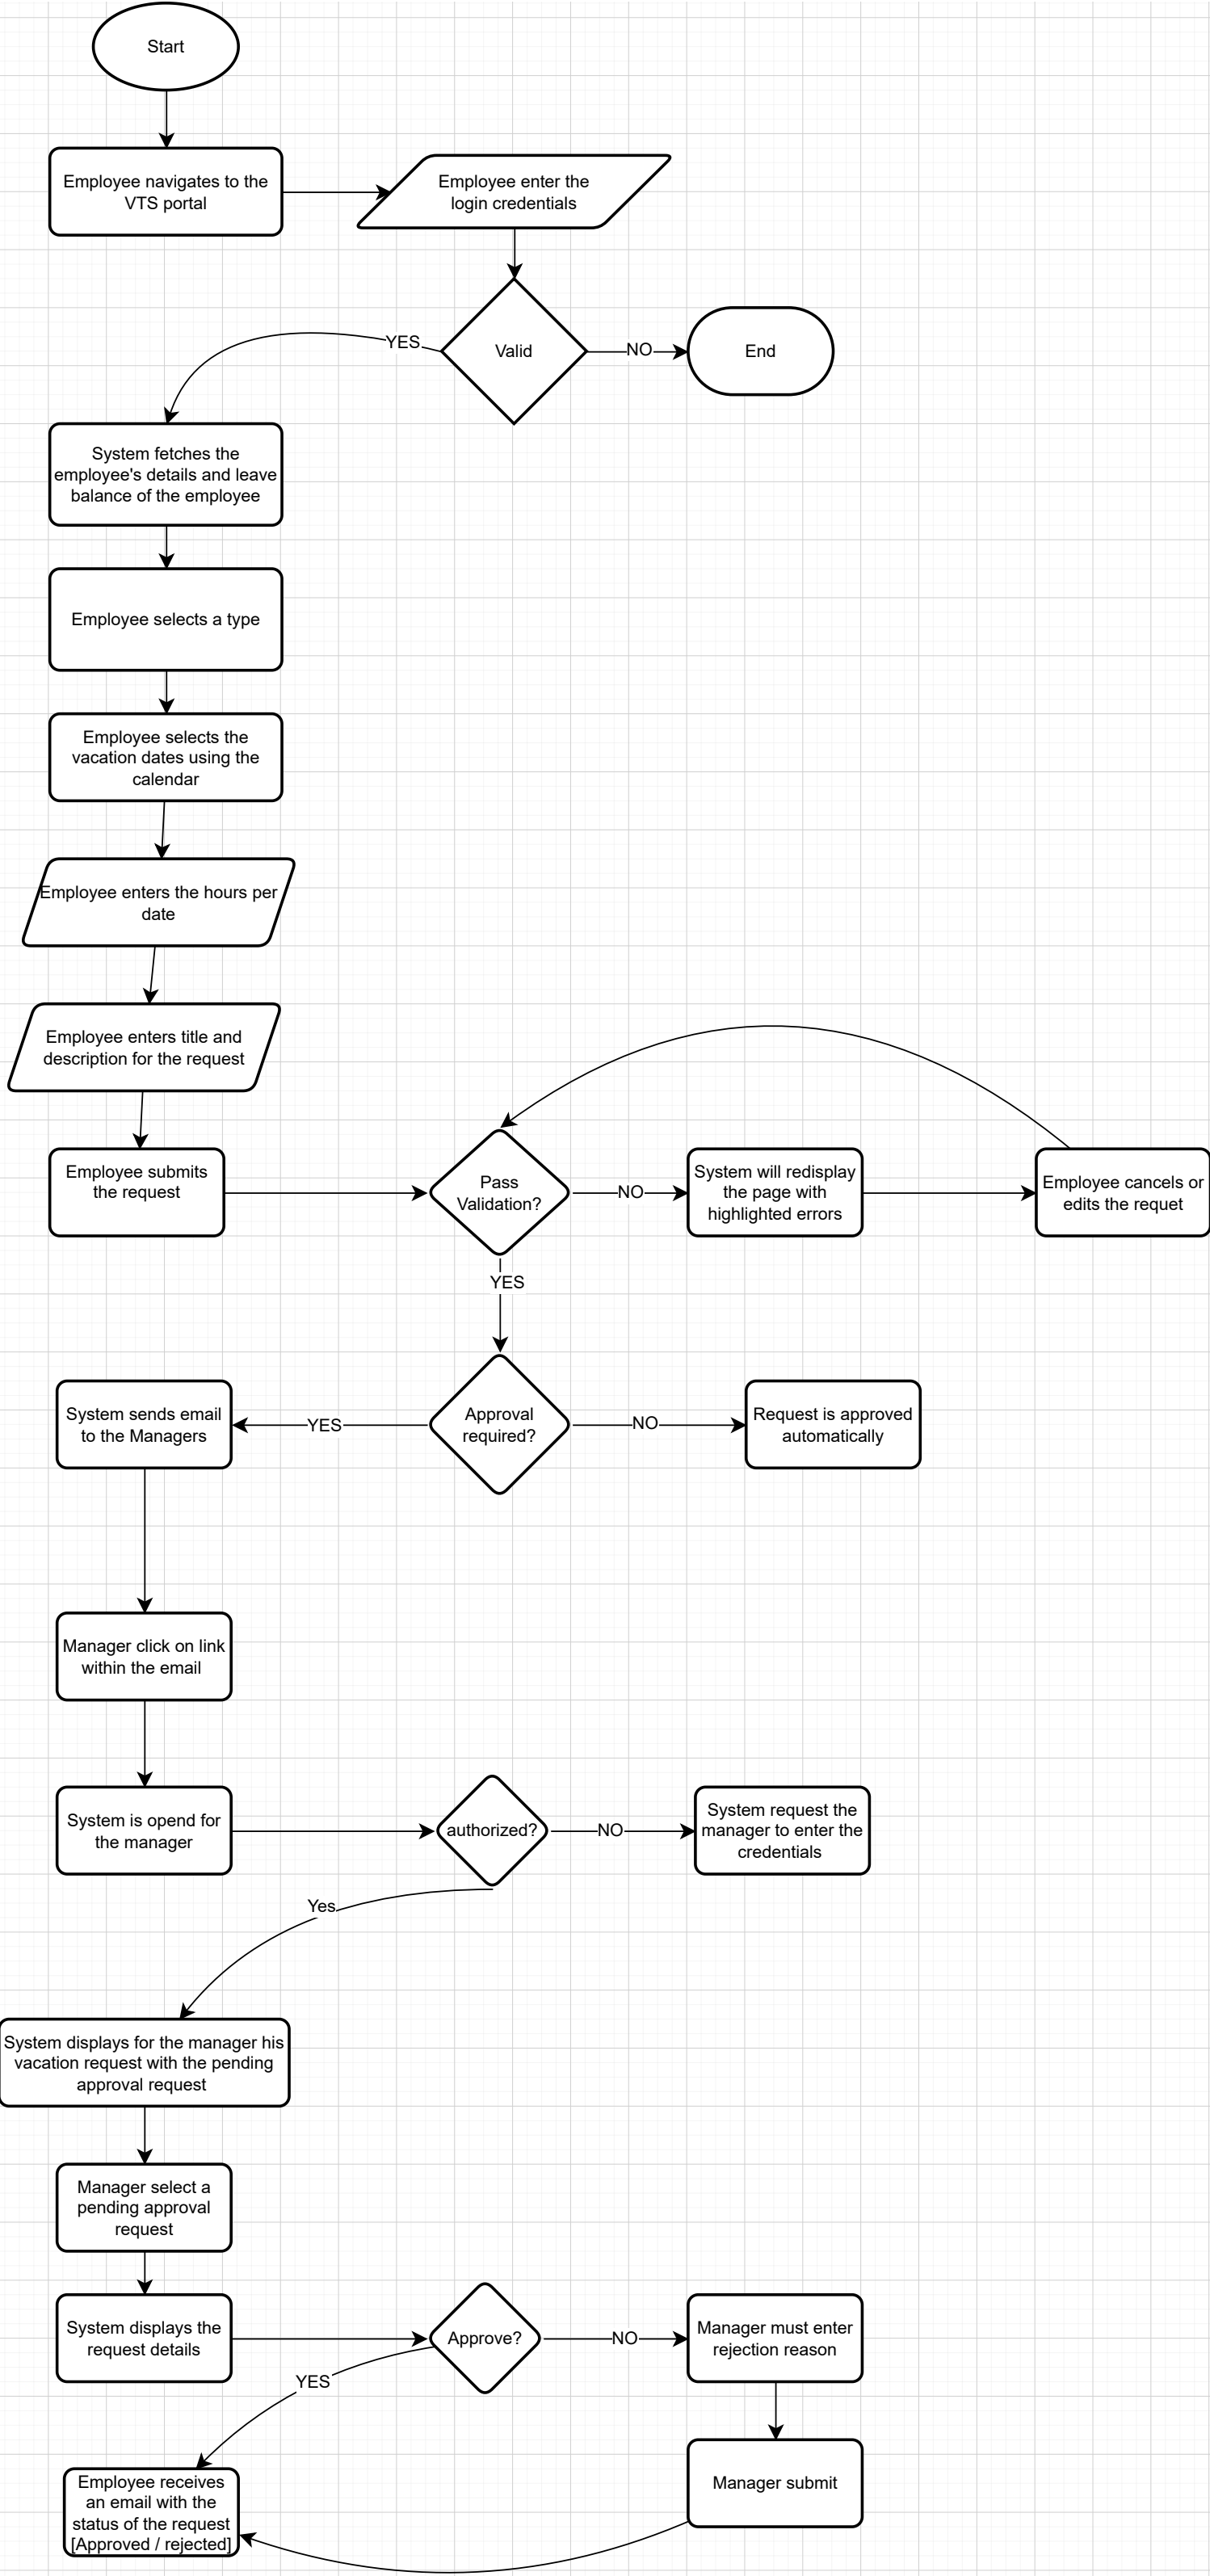 Start
Employee navigates to the
VTS portal
Employee enter the
login credentials
Valid
YES
NO
End
System fetches the
employee's details and leave
balance of the employee
Employee selects a type
Employee selects the
vacation dates using the
calendar
Employee enters the hours per
date
Employee enters title and
description for the request
Employee submits
the request
Pass
Validation?
NO
System will redisplay
the page with
highlighted errors
Employee cancels or
edits the requet
YES
Approval
required?
YES
System sends email
to the Managers
NO
Request is approved
automatically
Manager click on link
within the email
System is opend for
the manager
authorized?
NO
System request the
manager to enter the
credentials
Yes
System displays for the manager his
vacation request with the pending
approval request
Manager select a
pending approval
request
System displays the
request details
Approve?
NO
Manager must enter
rejection reason
YES
Manager submit
Employee receives
an email with the
status of the request
[Approved / rejected]